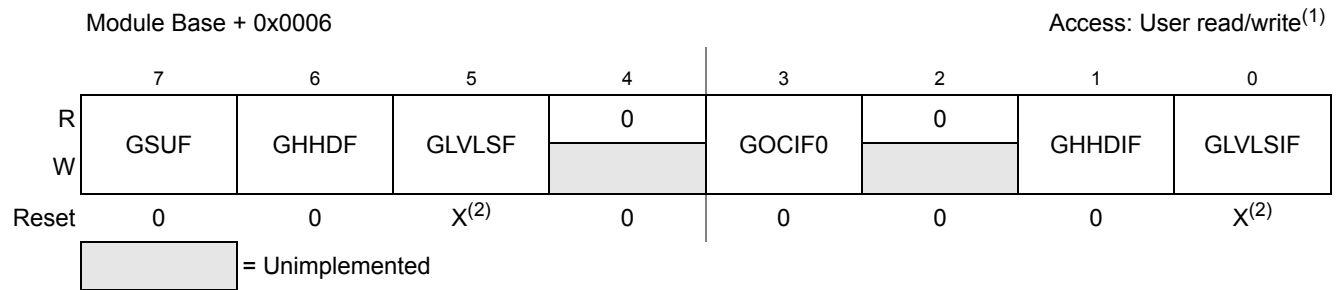 Module Base + 0x0006 Access: User read/write(1)
7 6 5 4 3 2 1 0
R GSUF GHHDF GLVLSF 0 GOCIF0 0 GHHDIF GLVLSIF
W
Reset 0 0 X(2) 0 0 0 0 X(2)
= Unimplemented